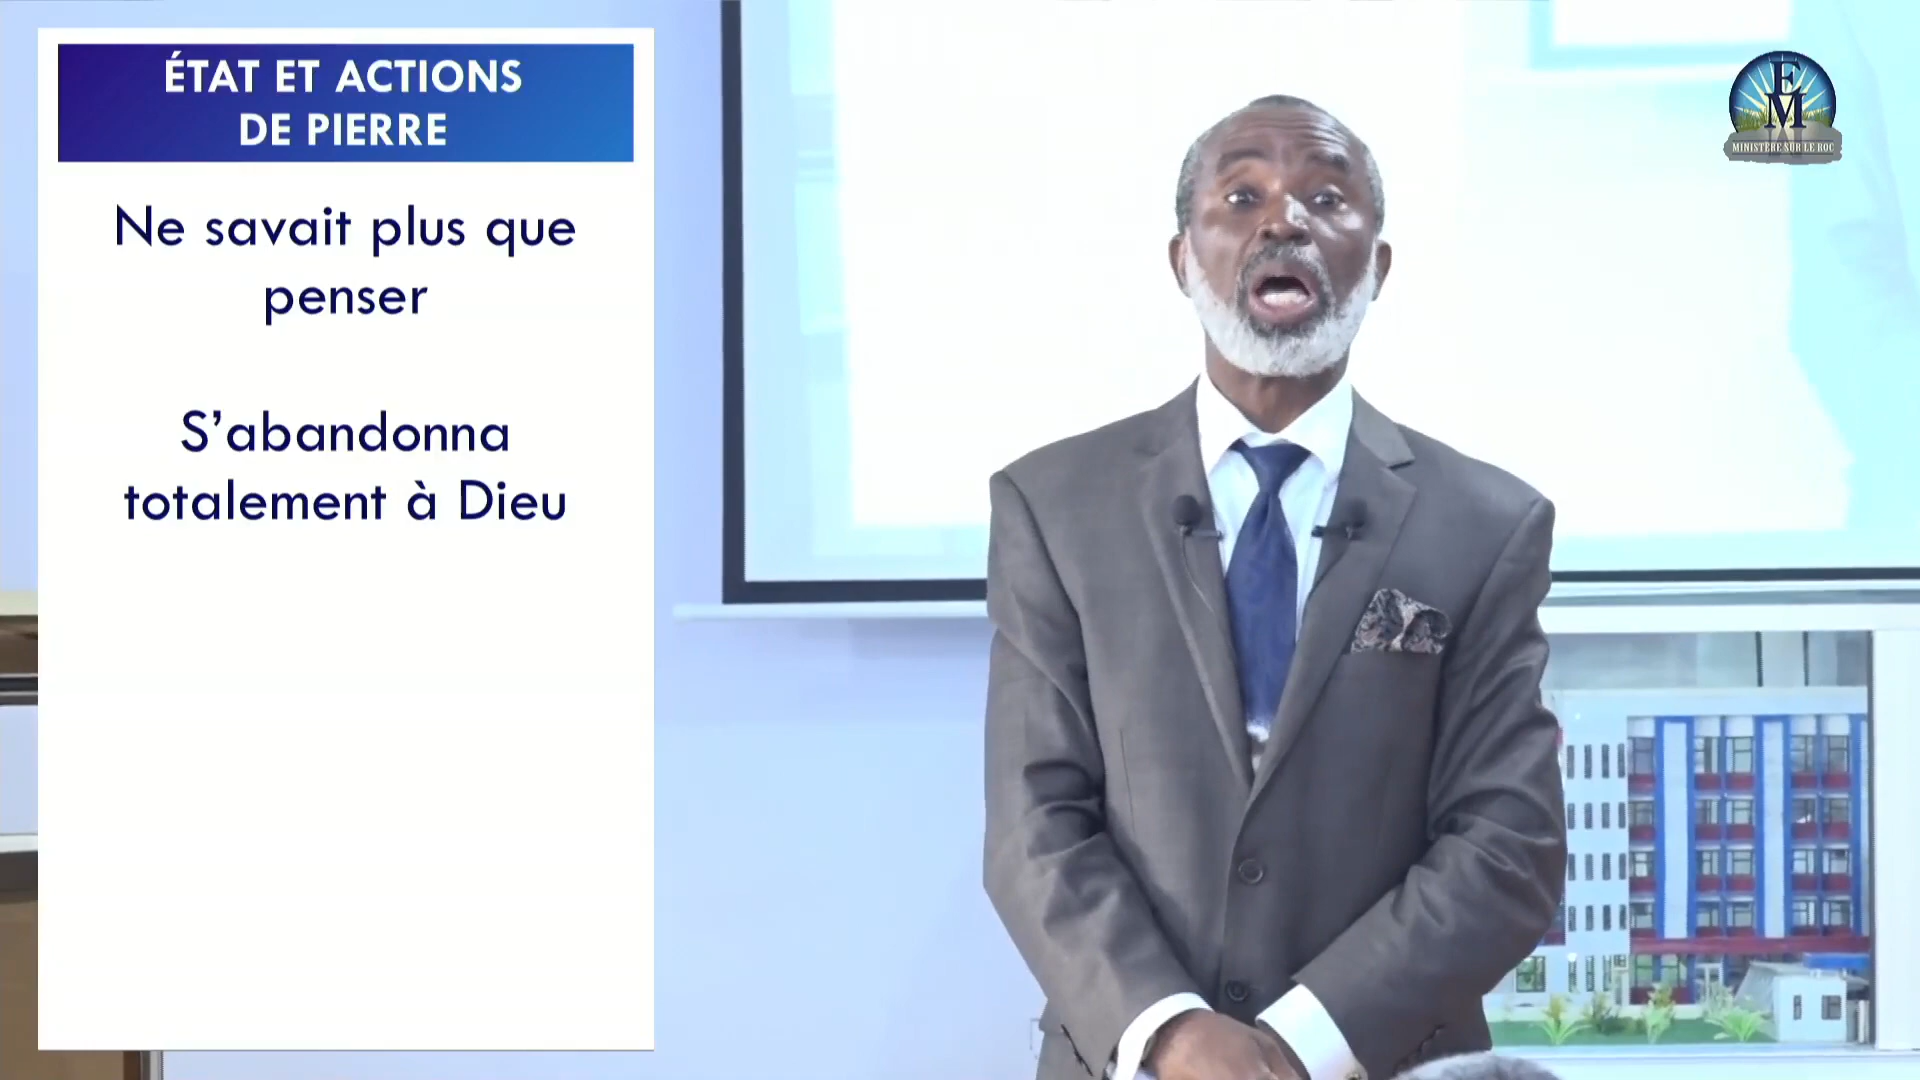 ÉTAT ET ACTIONS
DE PIERRE
Ne savait plus que
penser
S’abandonna
totalement à Dieu
EM
MINISTÈRE SUR LE ROC